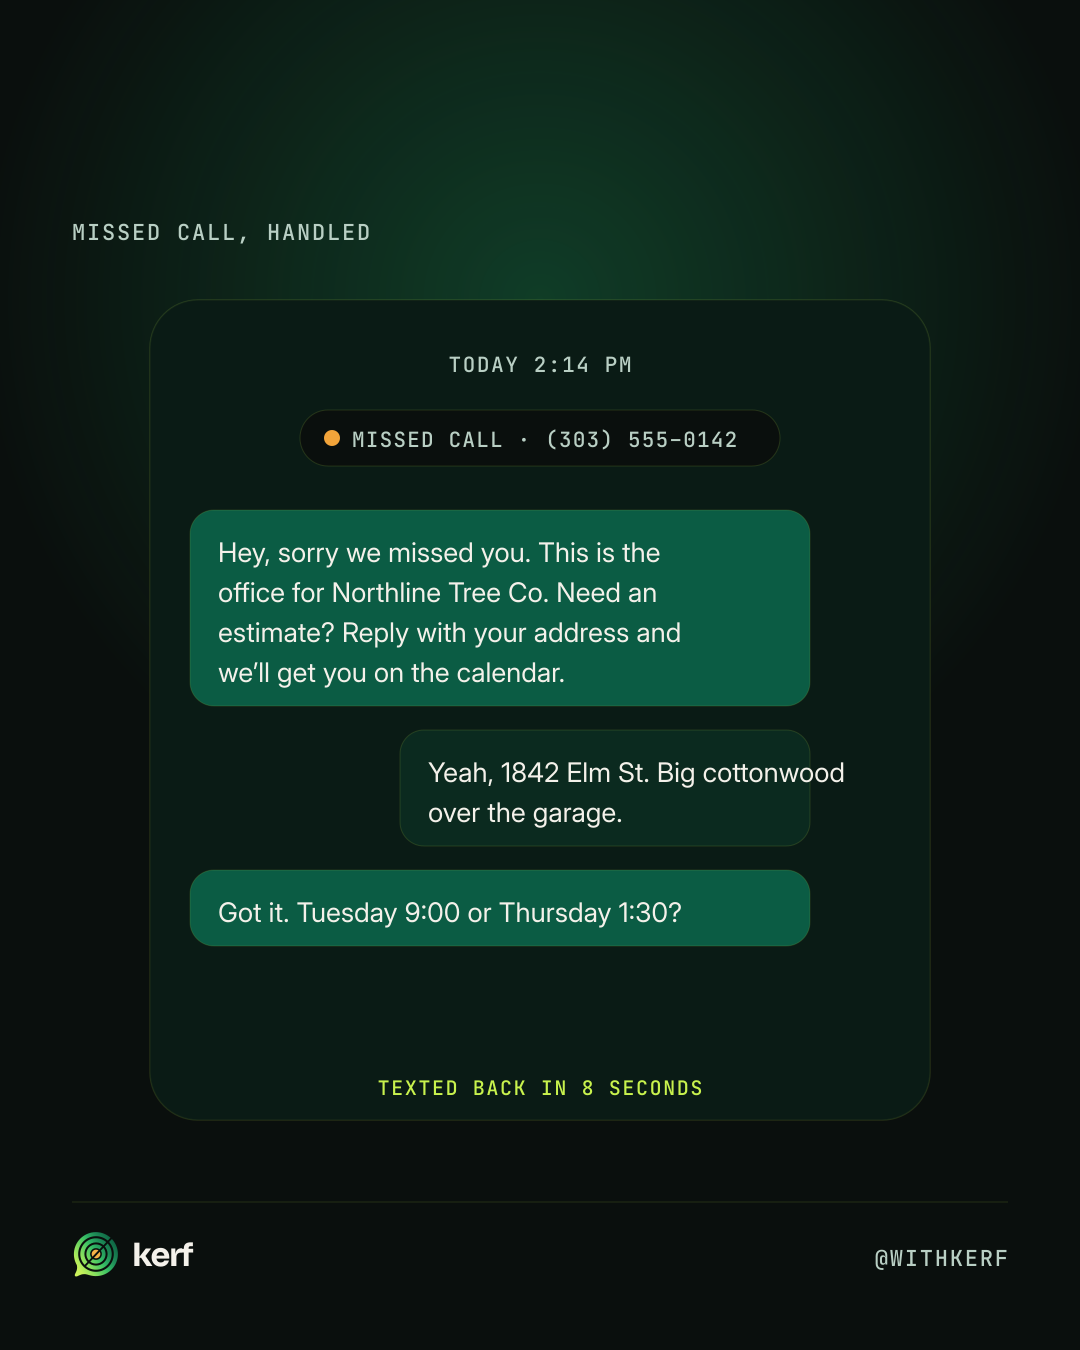 MISSED CALL, HANDLED
TODAY 2:14 PM
MISSED CALL · (303) 555-0142
Hey, sorry we missed you. This is the
office for Northline Tree Co. Need an
estimate? Reply with your address and
we’ll get you on the calendar.
Yeah, 1842 Elm St. Big cottonwood
over the garage.
Got it. Tuesday 9:00 or Thursday 1:30?
TEXTED BACK IN 8 SECONDS
kerf
@WITHKERF